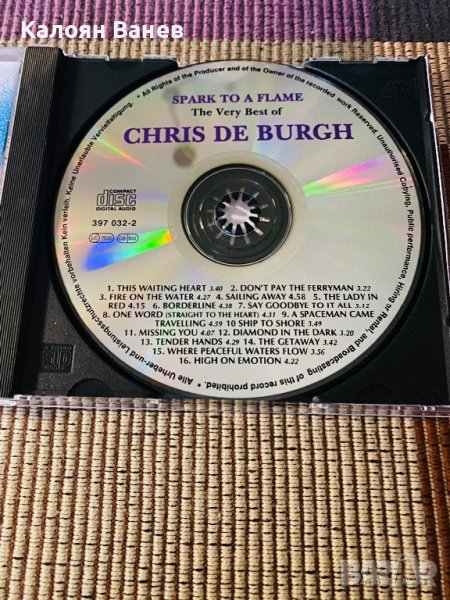 Калоян Ванев
SPARK TO A FLAME
The Very Best of
CHRIS DE BURGH
COMPACT
disc
DIGITAL AUDIO
397 032-2
1. THIS WAITING HEART 3.40 2. DON'T PAY THE FERRYMAN 3.22
3. FIRE ON THE WATER 4.27 4. SAILING AWAY 4.58 5. THE LADY IN
RED 4.15 6. BORDERLINE 4.38 7. SAY GOODBYE TO IT ALL 5.12
8. ONE WORD (STRAIGHT TO THE HEART) 4.31 9. A SPACEMAN CAME
TRAVELLING 5.59 10 SHIP TO SHORE 3.49
11. MISSING YOU 4.07 12. DIAMOND IN THE DARK 3.20
13. TENDER HANDS 4.29 14. THE GETAWAY 3.42
15. WHERE PEACEFUL WATERS FLOW 3.56
16. HIGH ON EMOTION 4.22
• All Rights of the Producer and of the Owner of the recorded work Reserved. Unauthorised Copying, Public performance, Hiring, Rental, and Broadcasting of this record prohibited. •
Alle Urheber-und Leistungsschutzrechte vorbehalten Kein verleih, Keine Unerlaubte Vervielfaltigung.
BAZAR